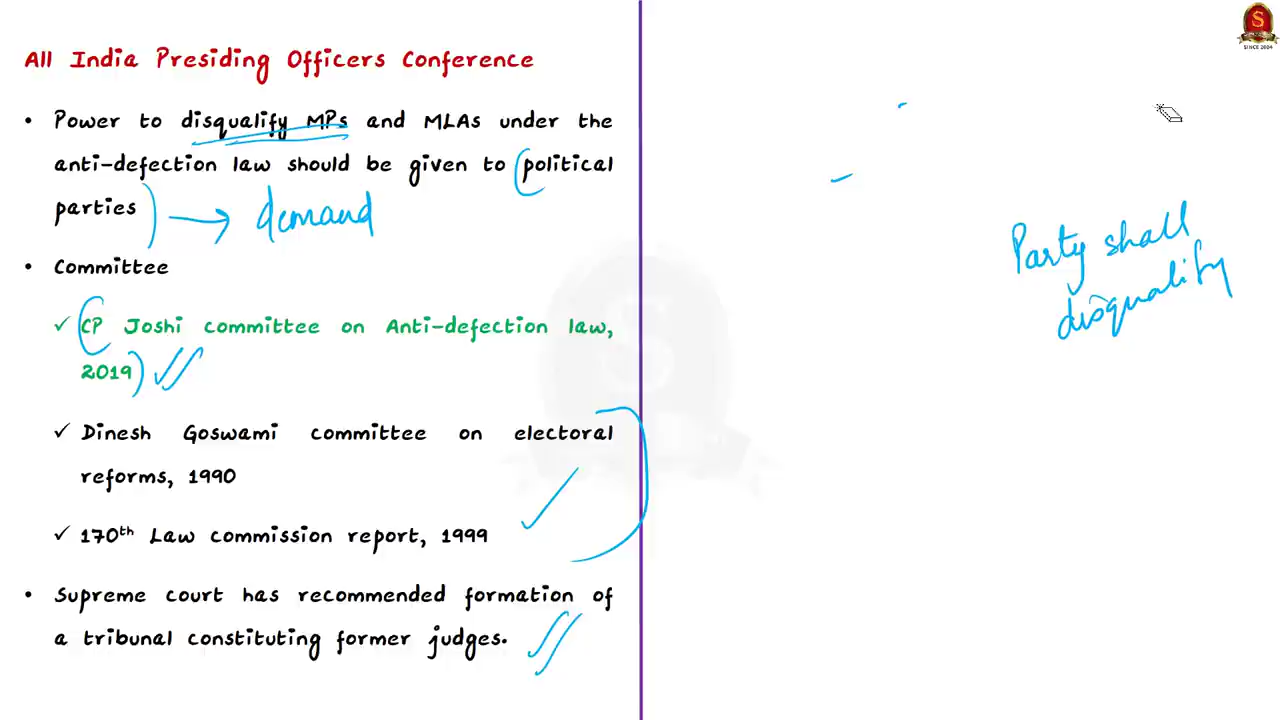 All India Presiding Officers Conference
• Power to disqualify MPs and MLAs under the
anti-defection law should be given to political
parties
demand
• Committee
✓ CP Joshi committee on Anti-defection law,
2019
✓ Dinesh Goswami committee on electoral
reforms, 1990
✓ 170th Law commission report, 1999
• Supreme court has recommended formation of
a tribunal constituting former judges.
Party shall
disqualify
S
SINCE 2004